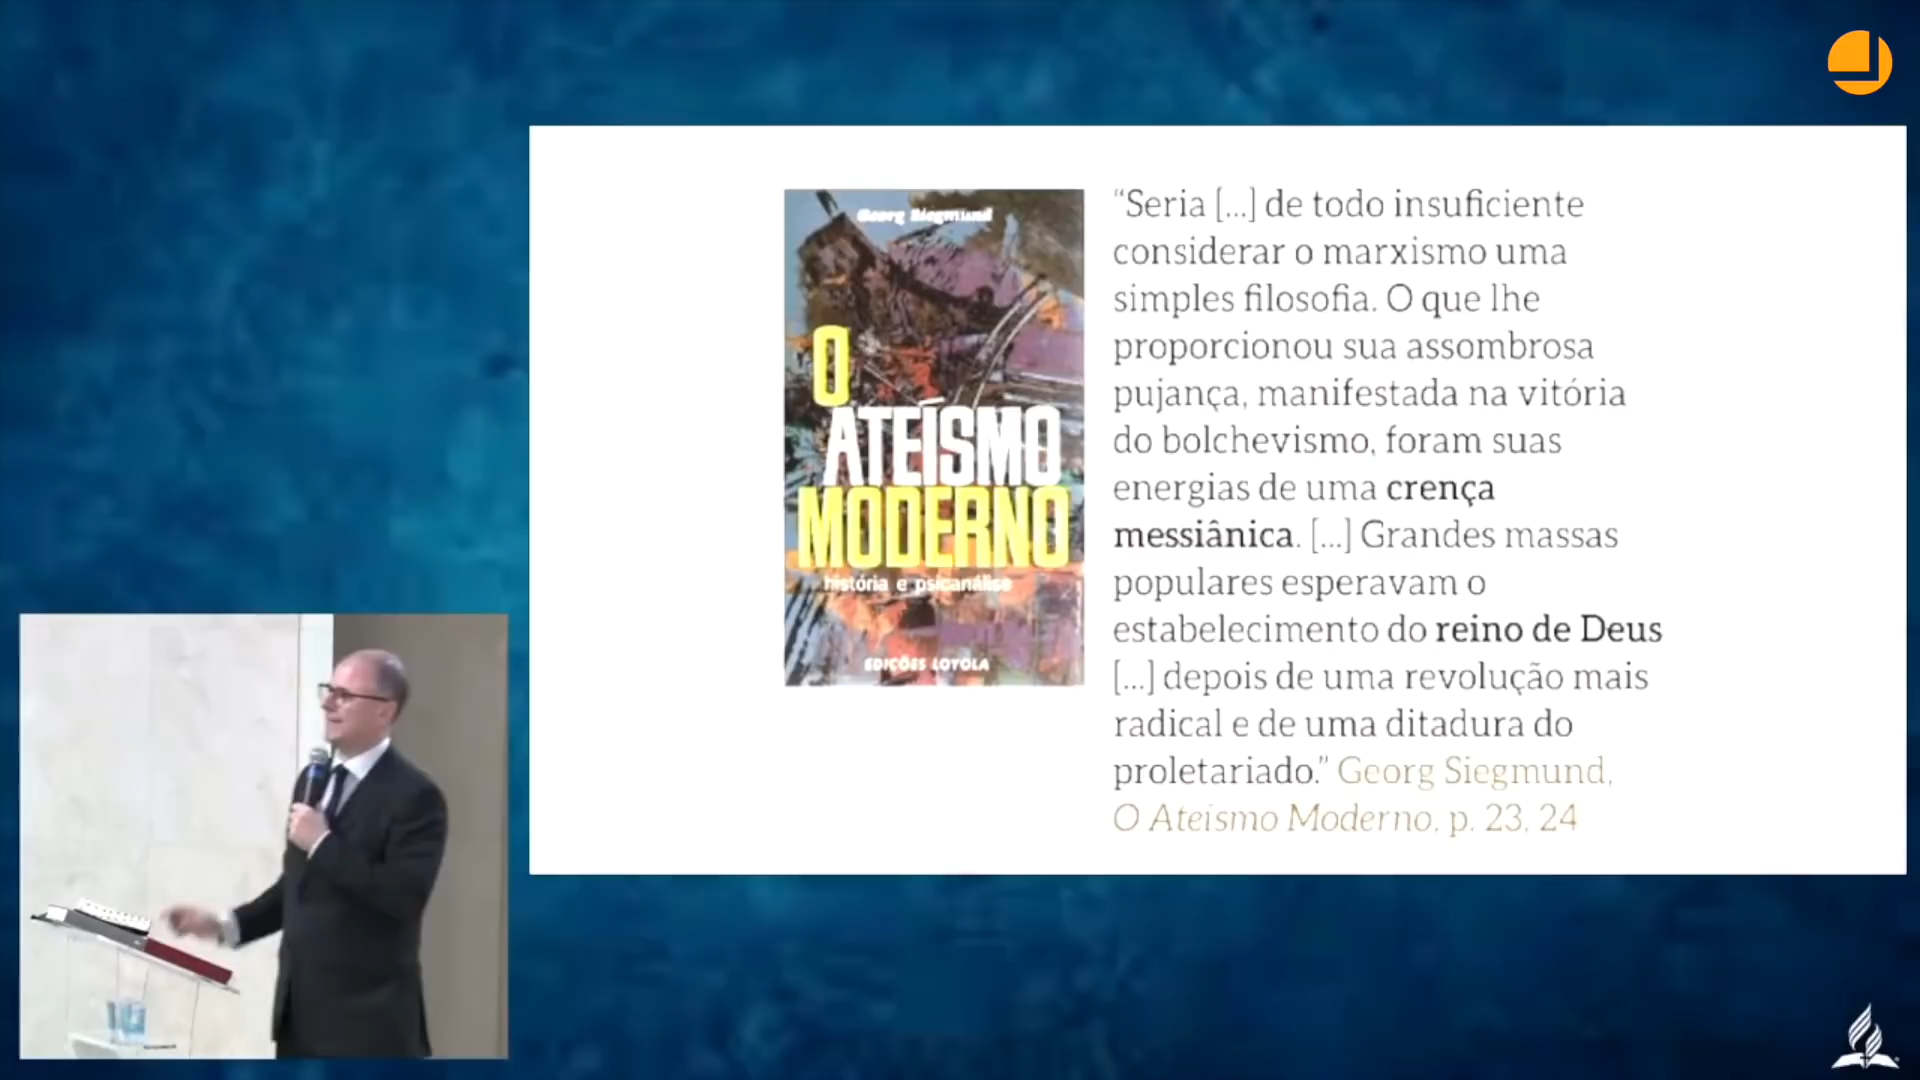 Georg Siegmund
O
ATEÍSMO
MODERNO
história e psicanálise
EDIÇÕES LOYOLA
“Seria [...] de todo insuficiente
considerar o marxismo uma
simples filosofia. O que lhe
proporcionou sua assombrosa
pujança, manifestada na vitória
do bolchevismo, foram suas
energias de uma crença
messiânica. [...] Grandes massas
populares esperavam o
estabelecimento do reino de Deus
[...] depois de uma revolução mais
radical e de uma ditadura do
proletariado.” Georg Siegmund,
O Ateísmo Moderno, p. 23, 24